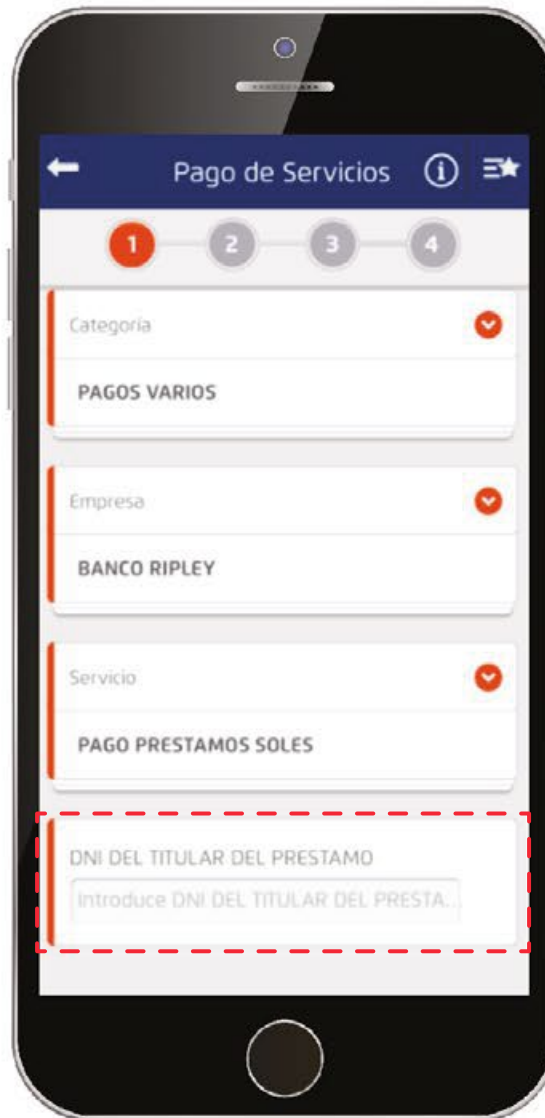 Pago de Servicios
1 2 3 4
Categoría
PAGOS VARIOS
Empresa
BANCO RIPLEY
Servicio
PAGO PRESTAMOS SOLES
DNI DEL TITULAR DEL PRESTAMO
Introduce DNI DEL TITULAR DEL PRESTA...